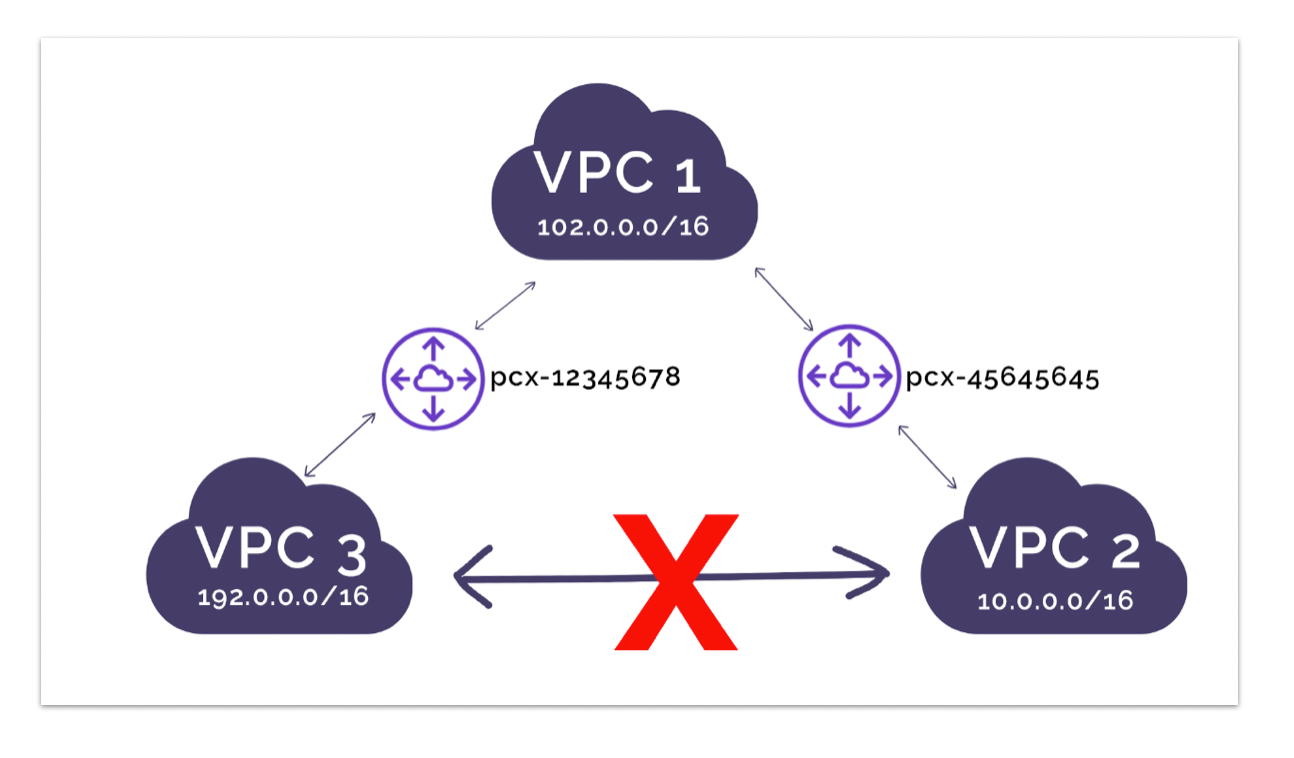 VPC 1
102.0.0.0/16
pcx-12345678
pcx-45645645
VPC 3
192.0.0.0/16
X
VPC 2
10.0.0.0/16